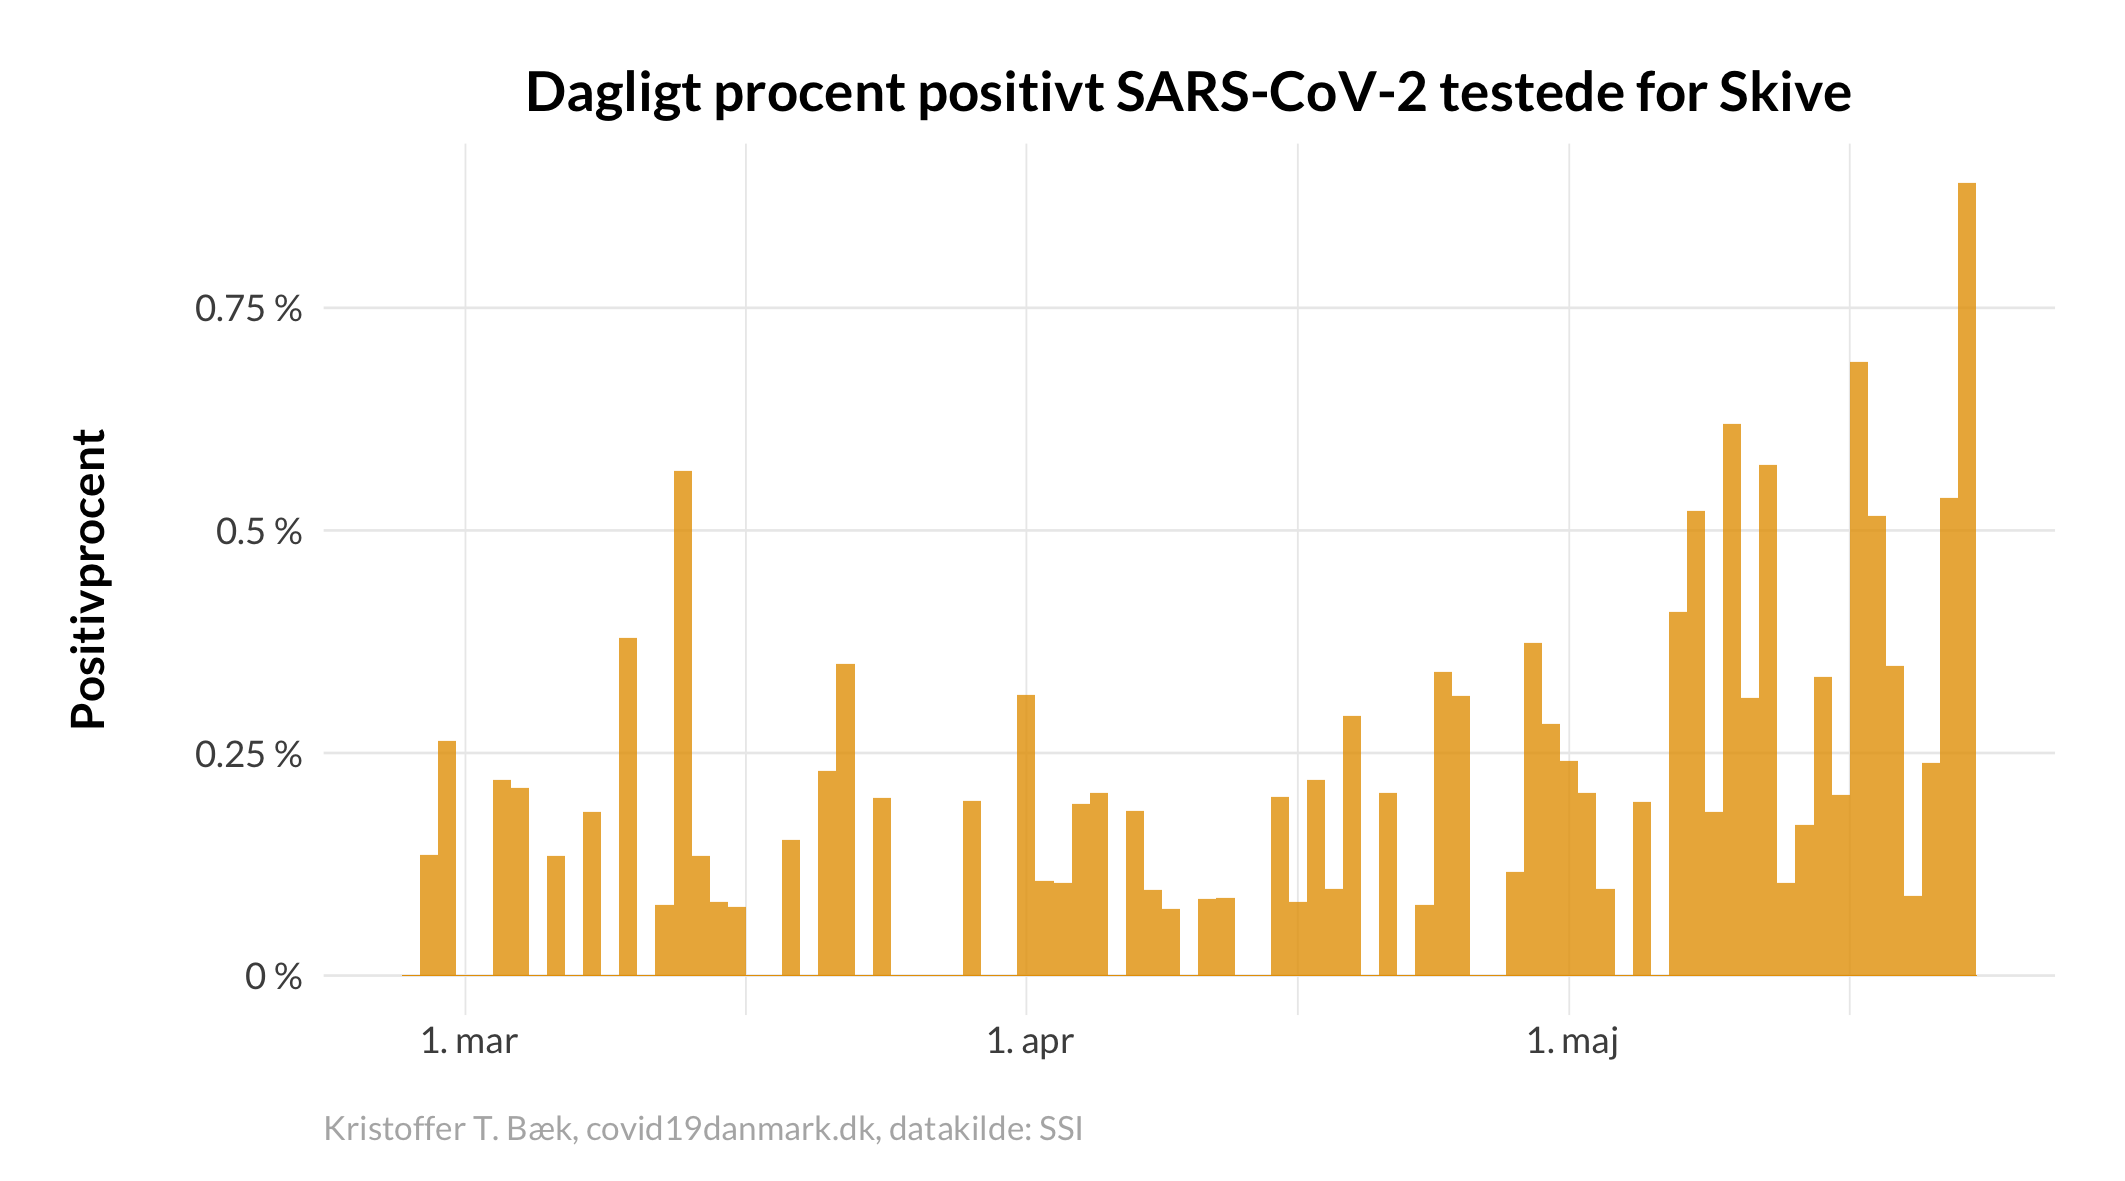 Dagligt procent positivt SARS-CoV-2 testede for Skive
Positivprocent
0.75 %
0.5 %
0.25 %
0 %
1. mar
1. apr
1. maj
Kristoffer T. Bæk, covid19danmark.dk, datakilde: SSI